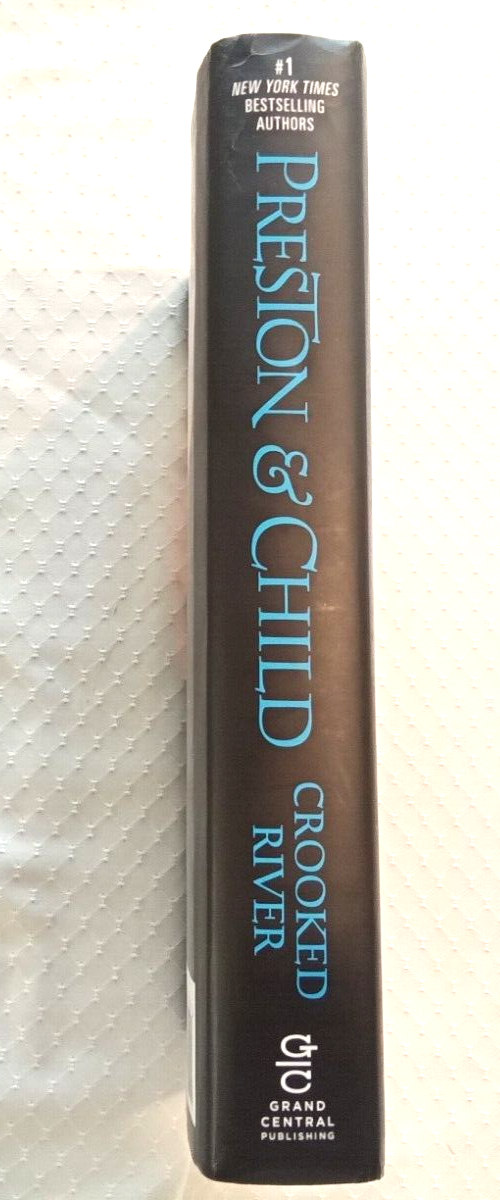 #1
NEW YORK TIMES
BESTSELLING
AUTHORS
PRESTON & CHILD
CROOKED
RIVER
GRAND
CENTRAL
PUBLISHING